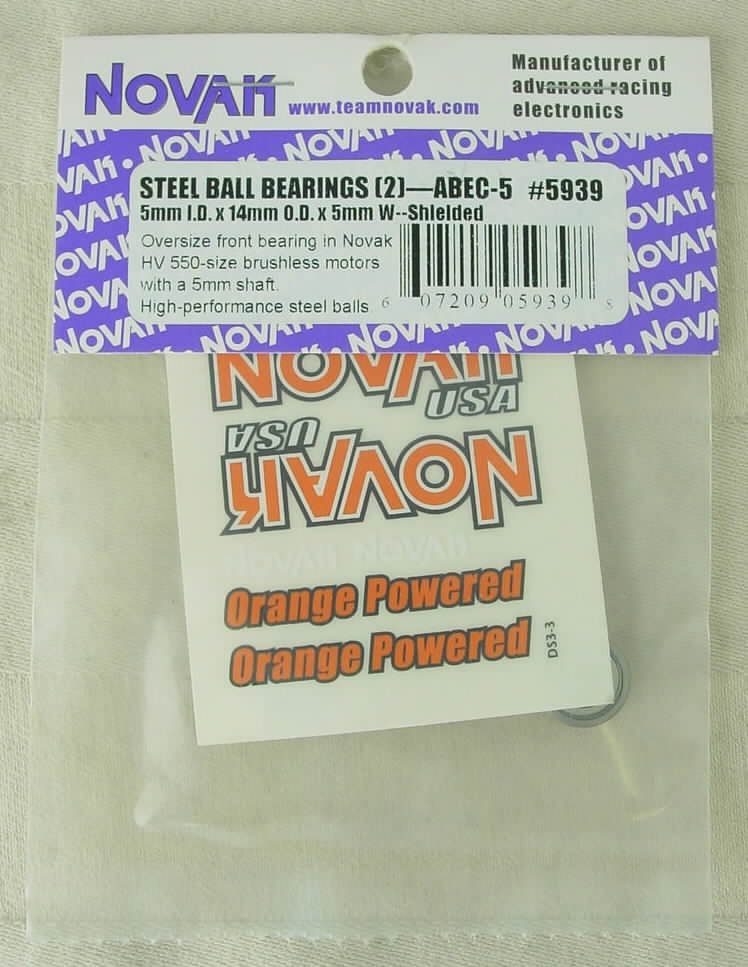 NOVAK
www.teamnovak.com
Manufacturer of
advanced racing
electronics
STEEL BALL BEARINGS (2)—ABEC-5 #5939
5mm I.D. x 14mm O.D. x 5mm W--Shielded
Oversize front bearing in Novak
HV 550-size brushless motors
with a 5mm shaft.
High-performance steel balls
6 07209 05939 8
NOVAK
USA
USA
NOVAK
NOVAK NOVAK
Orange Powered
Orange Powered
DS3-3